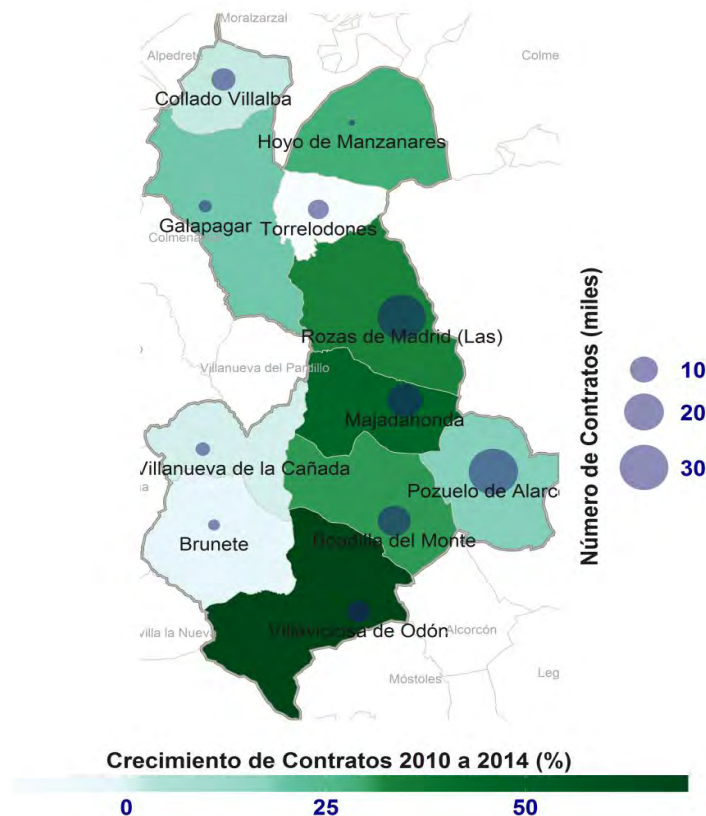 Moralzarzal
Alpedrete
Colme
Collado Villalba
Hoyo de Manzanares
Galapagar
Torrelodones
Rozas de Madrid (Las)
Villanueva del Pardillo
Majadahonda
Villanueva de la Cañada
Pozuelo de Alarc
Boadilla del Monte
Brunete
Villaviciosa de Odón
villa la Nueva
Alcorcón
Móstoles
Leg
Número de Contratos (miles)
10
20
30
Crecimiento de Contratos 2010 a 2014 (%)
0
25
50